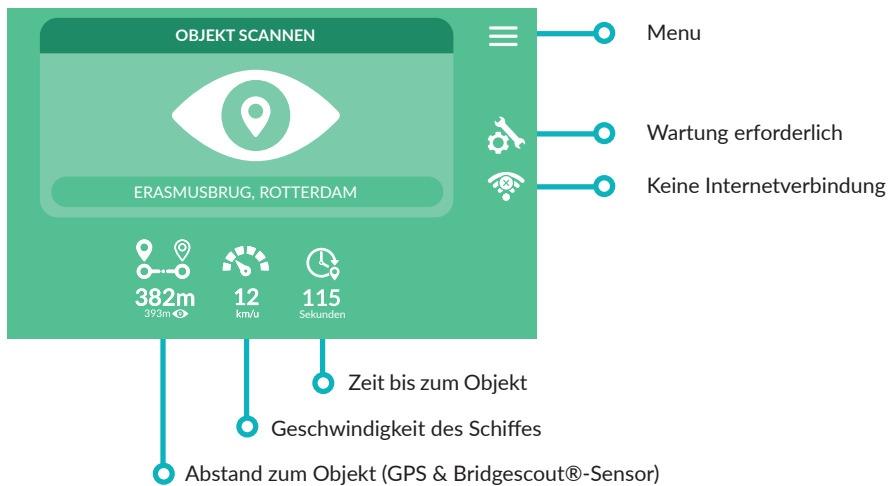 OBJEKT SCANNEN
Menu
Wartung erforderlich
ERASMUSBRUG, ROTTERDAM
Keine Internetverbindung
382m 12 115
393m km/u Sekunden
Zeit bis zum Objekt
Geschwindigkeit des Schiffes
Abstand zum Objekt (GPS & Bridgescout®-Sensor)